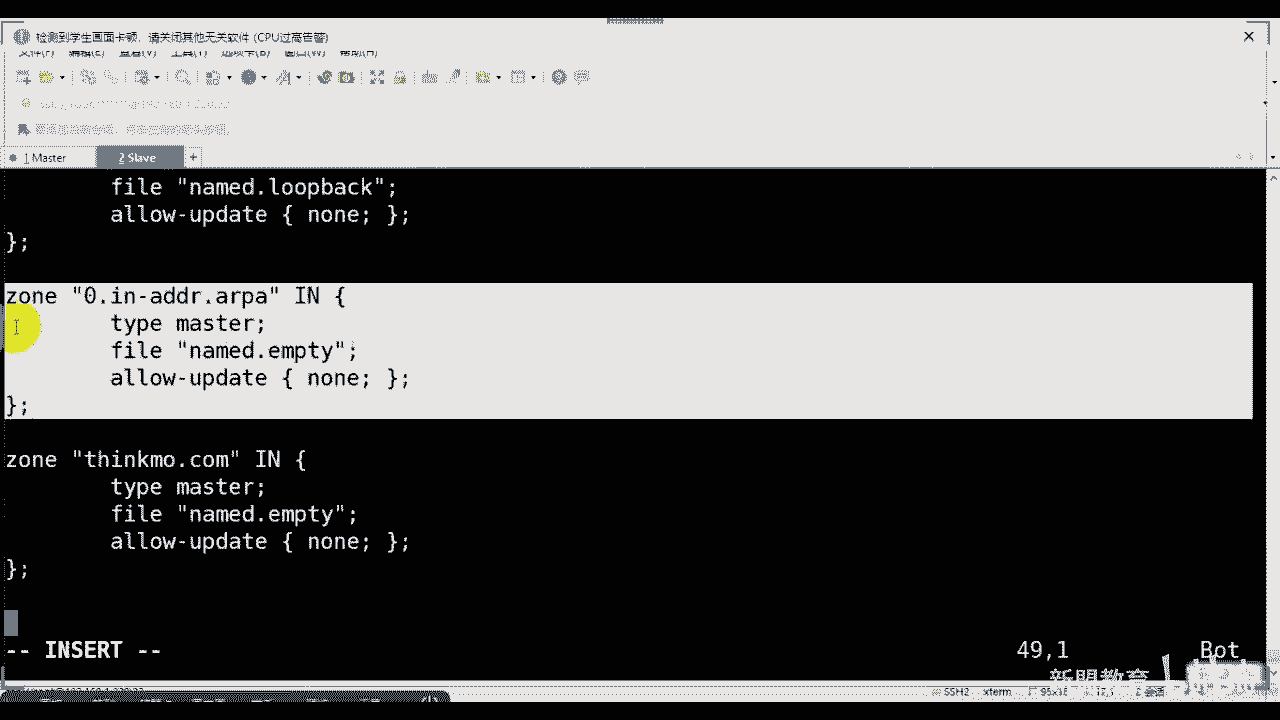 检测到学生画面卡顿，请关闭其他无关软件 (CPU过高告警)
1 Master
2 Slave
file "named.loopback";
allow-update { none; };
};
zone "0.in-addr.arpa" IN {
type master;
file "named.empty";
allow-update { none; };
};
zone "thinkmo.com" IN {
type master;
file "named.empty";
allow-update { none; };
};
-- INSERT --
49,1
Bot
新盟教育
SSH2
xterm